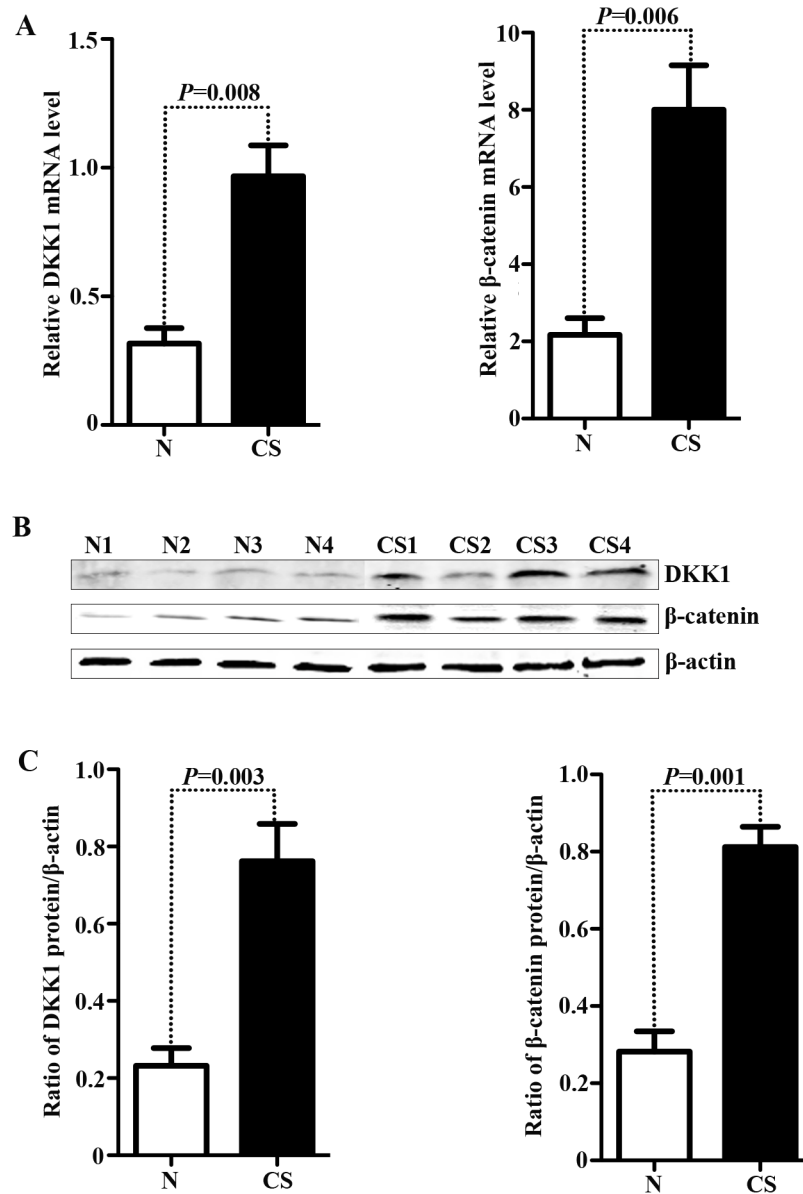 A
Relative DKK1 mRNA level
1.5
1.0
0.5
0
P=0.008
N CS
Relative β-catenin mRNA level
10
8
6
4
2
0
P=0.006
N CS
B
N1 N2 N3 N4 CS1 CS2 CS3 CS4
DKK1
β-catenin
β-actin
C
Ratio of DKK1 protein/β-actin
1.0
0.8
0.6
0.4
0.2
0
P=0.003
N CS
Ratio of β-catenin protein/β-actin
1.0
0.8
0.6
0.4
0.2
0.0
P=0.001
N CS